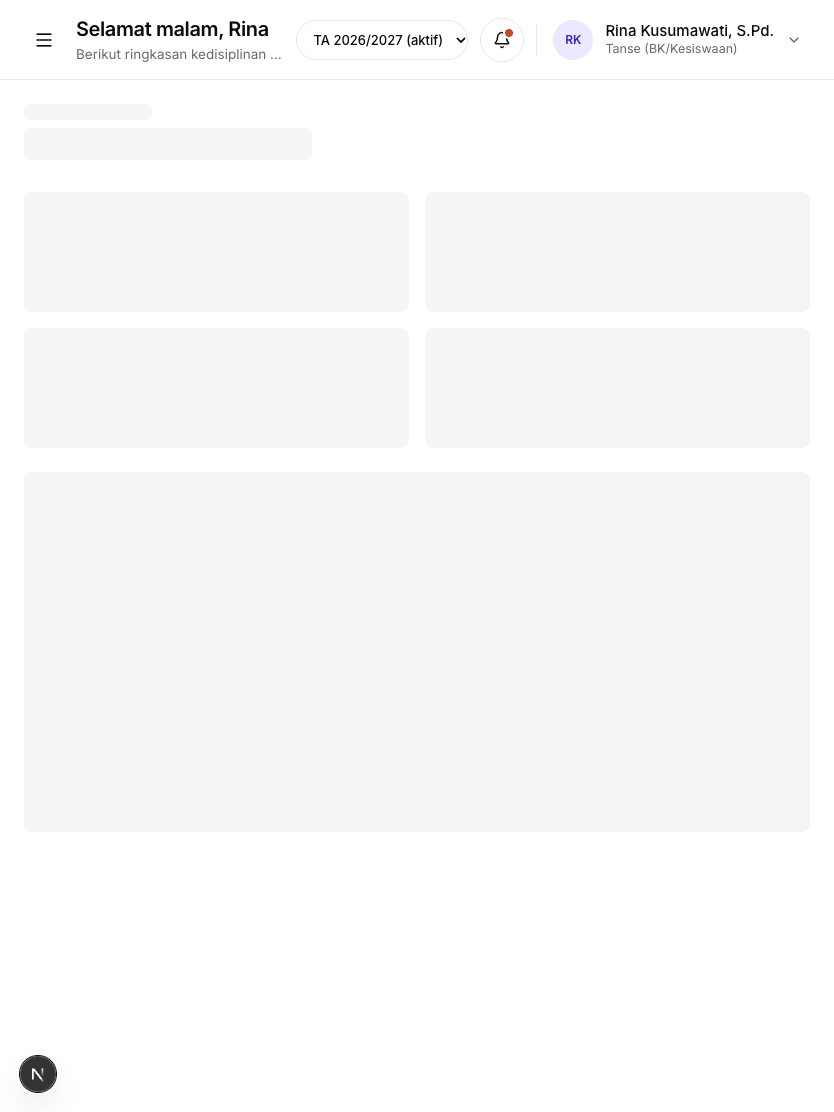 Selamat malam, Rina
Berikut ringkasan kedisiplinan ...
TA 2026/2027 (aktif)
RK
Rina Kusumawati, S.Pd.
Tanse (BK/Kesiswaan)
N